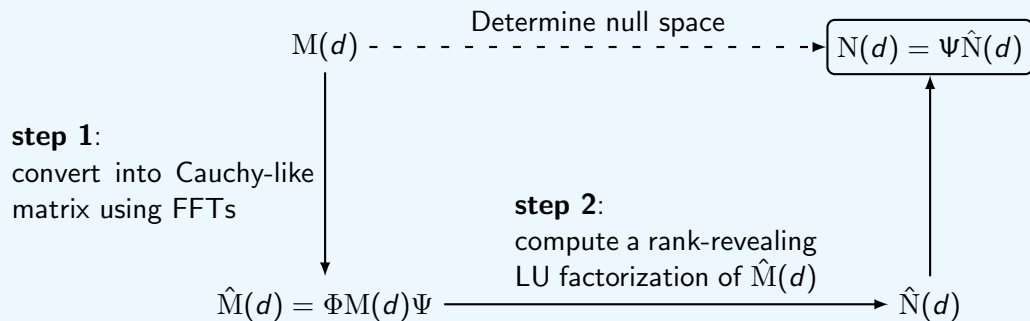 Determine null space
M(d)
N(d) = ΨN̂(d)
step 1:
convert into Cauchy-like
matrix using FFTs
step 2:
compute a rank-revealing
LU factorization of M̂(d)
M̂(d) = ΦM(d)Ψ
N̂(d)